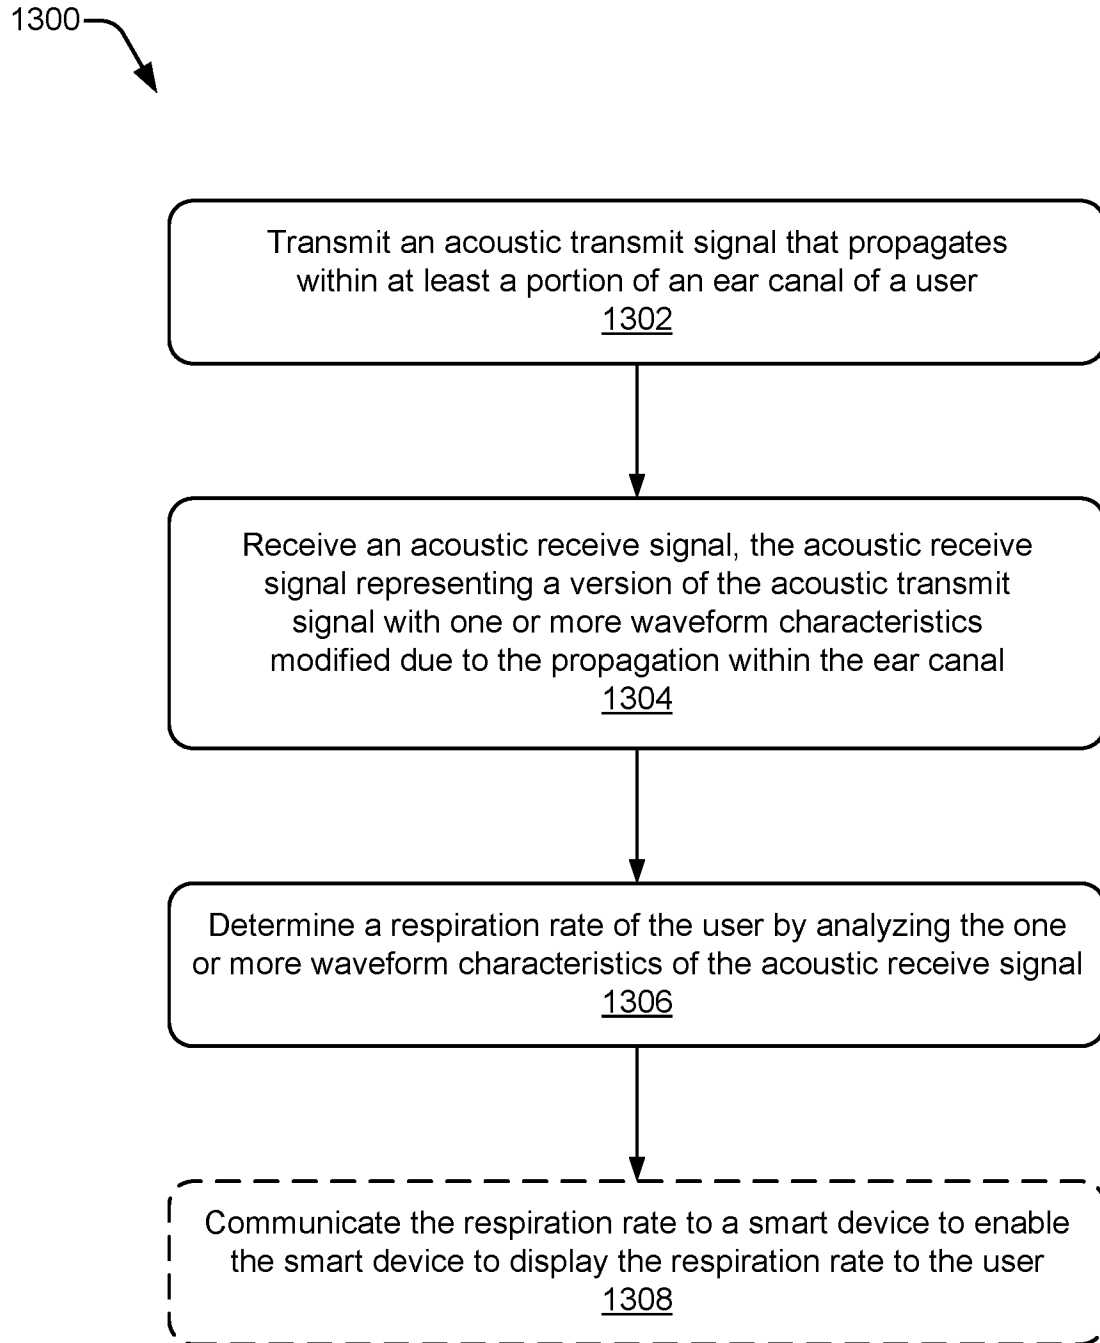 1300
Transmit an acoustic transmit signal that propagates
within at least a portion of an ear canal of a user
1302
Receive an acoustic receive signal, the acoustic receive
signal representing a version of the acoustic transmit
signal with one or more waveform characteristics
modified due to the propagation within the ear canal
1304
Determine a respiration rate of the user by analyzing the one
or more waveform characteristics of the acoustic receive signal
1306
Communicate the respiration rate to a smart device to enable
the smart device to display the respiration rate to the user
1308